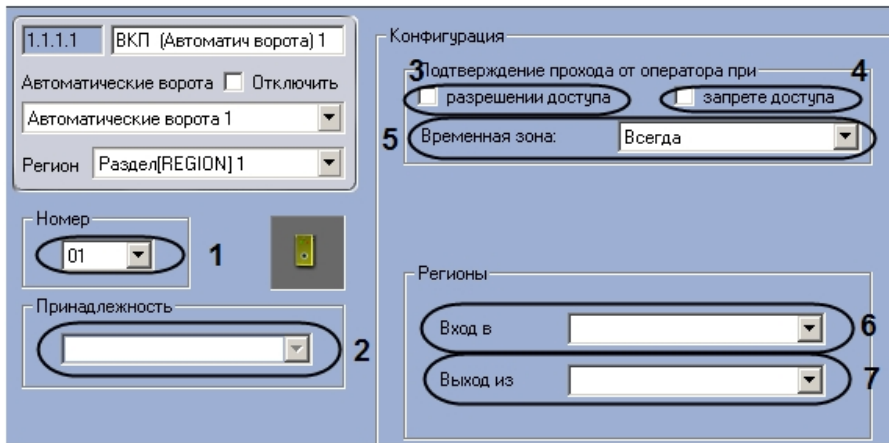 1.1.1.1 ВКП (Автоматич ворота) 1
Автоматические ворота Отключить
Автоматические ворота 1
Регион Раздел[REGION] 1
Номер
01 1
Принадлежность
2
Конфигурация
Подтверждение прохода от оператора при
3 разрешении доступа 4 запрете доступа
5 Временная зона: Всегда
Регионы
Вход в 6
Выход из 7